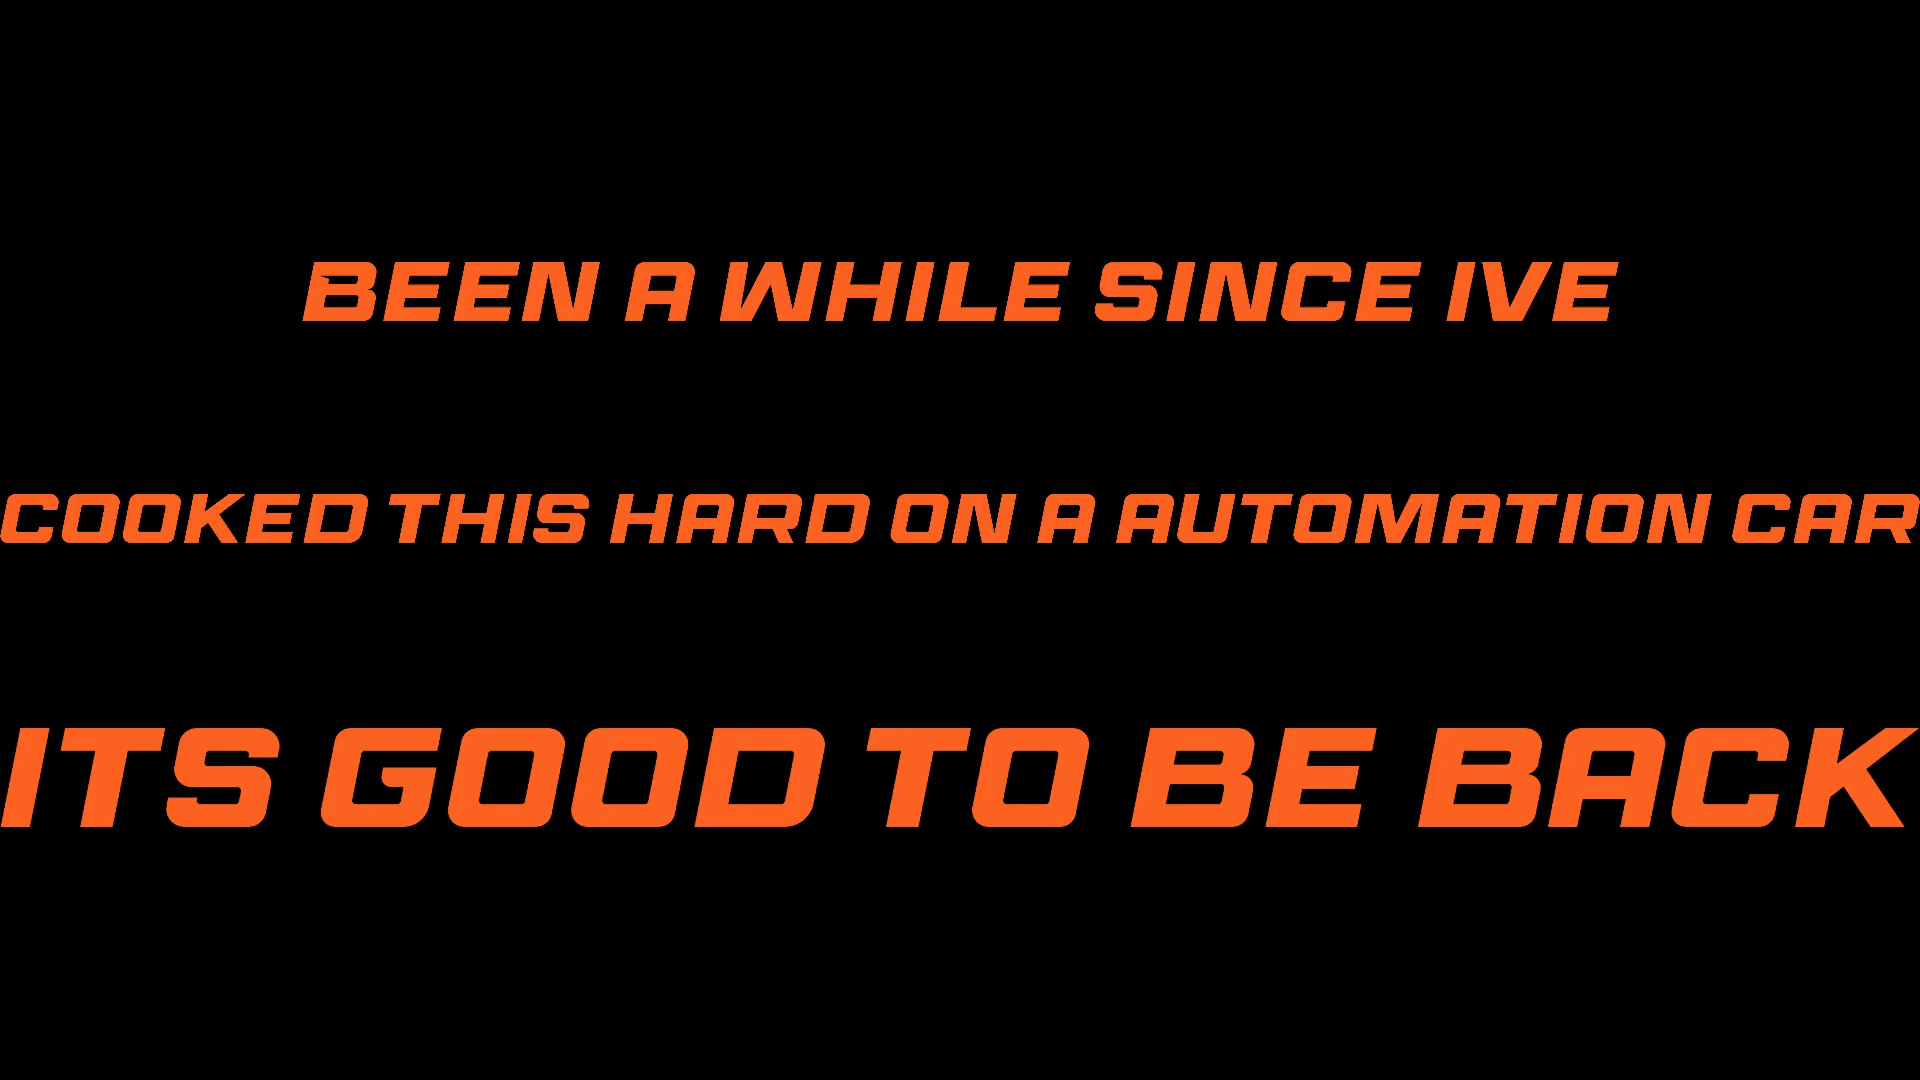 BEEN A WHILE SINCE IVE
COOKED THIS HARD ON A AUTOMATION CAR
ITS GOOD TO BE BACK